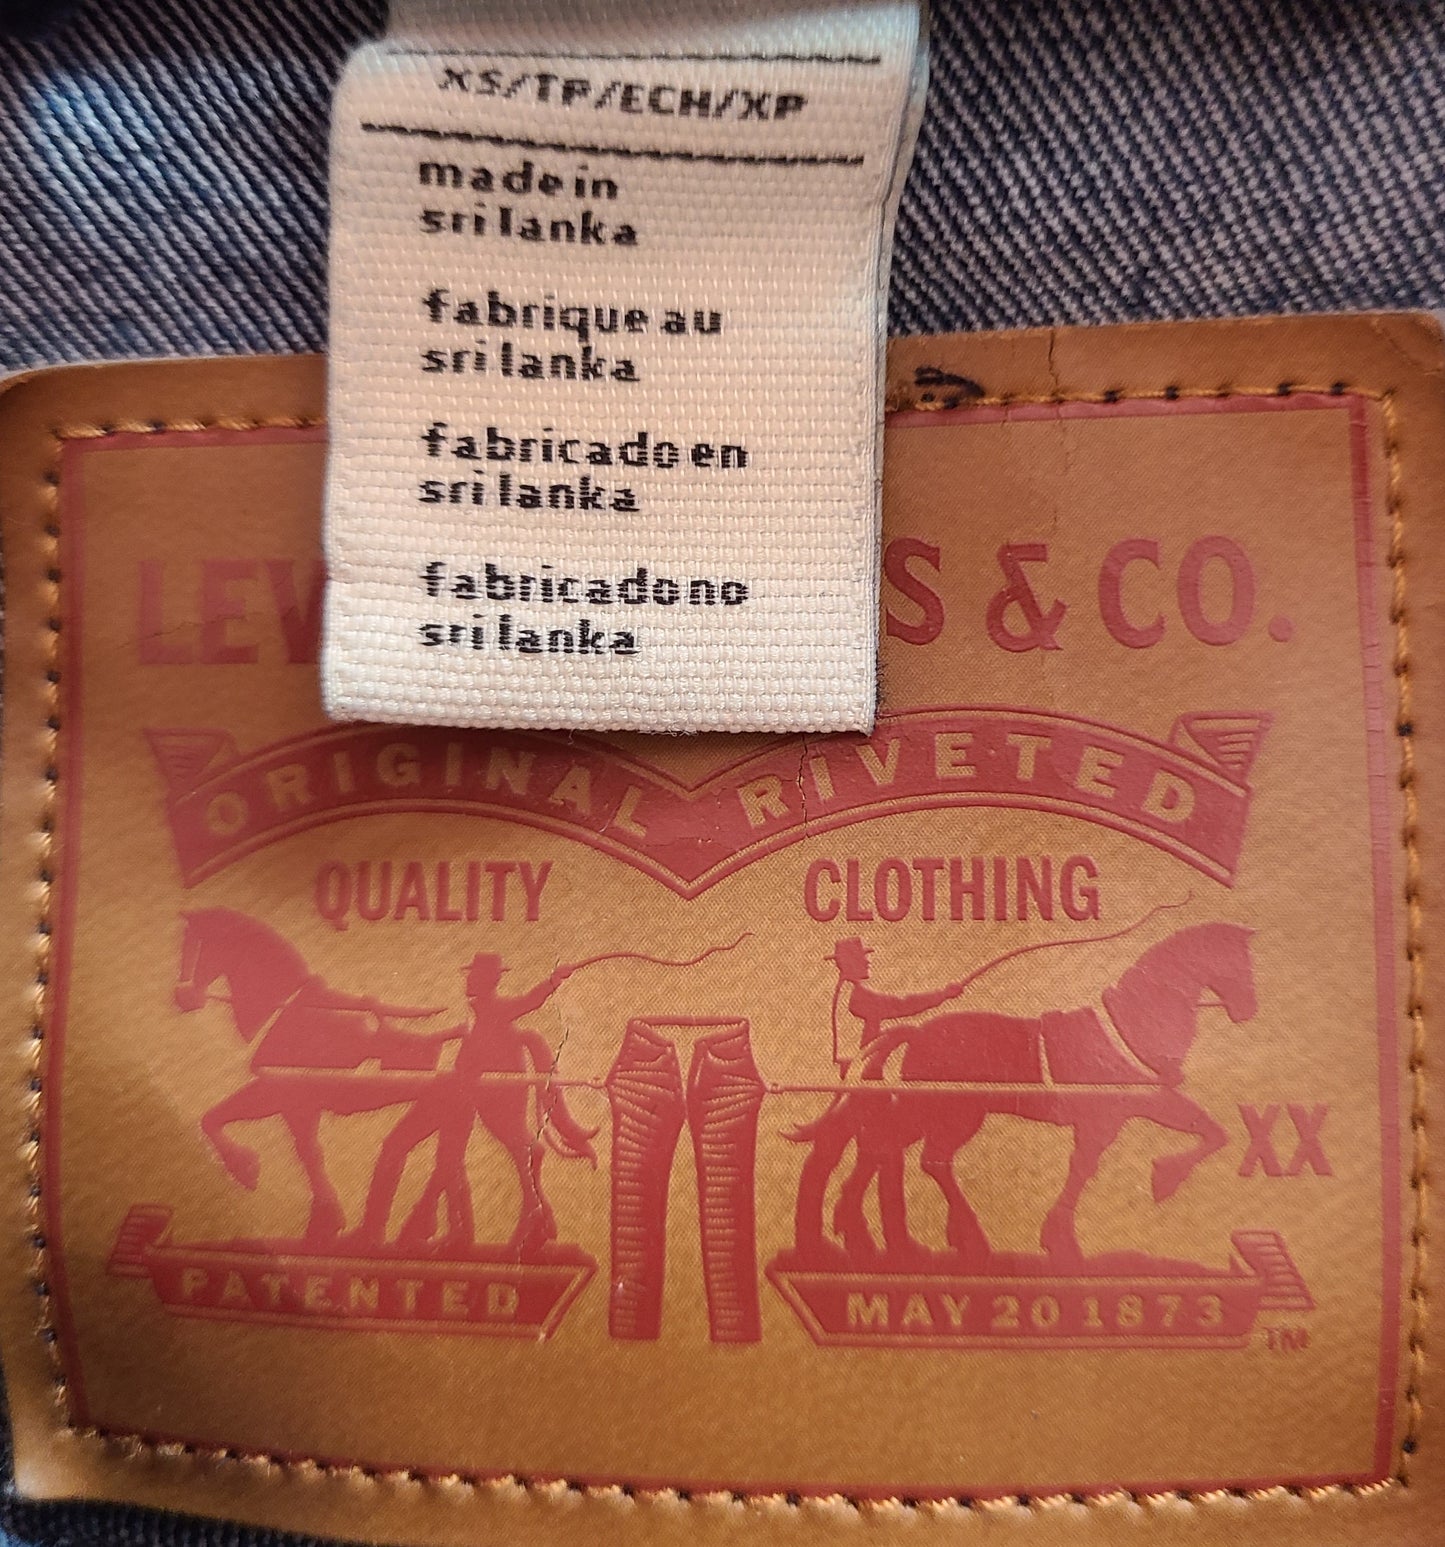 XS/TP/ECH/XP
made in
sri lanka
fabrique au
sri lanka
fabricado en
sri lanka
fabricado no
sri lanka
LEV S & CO.
ORIGINAL RIVETED
QUALITY CLOTHING
XX
PATENTED MAY 20 1873
TM